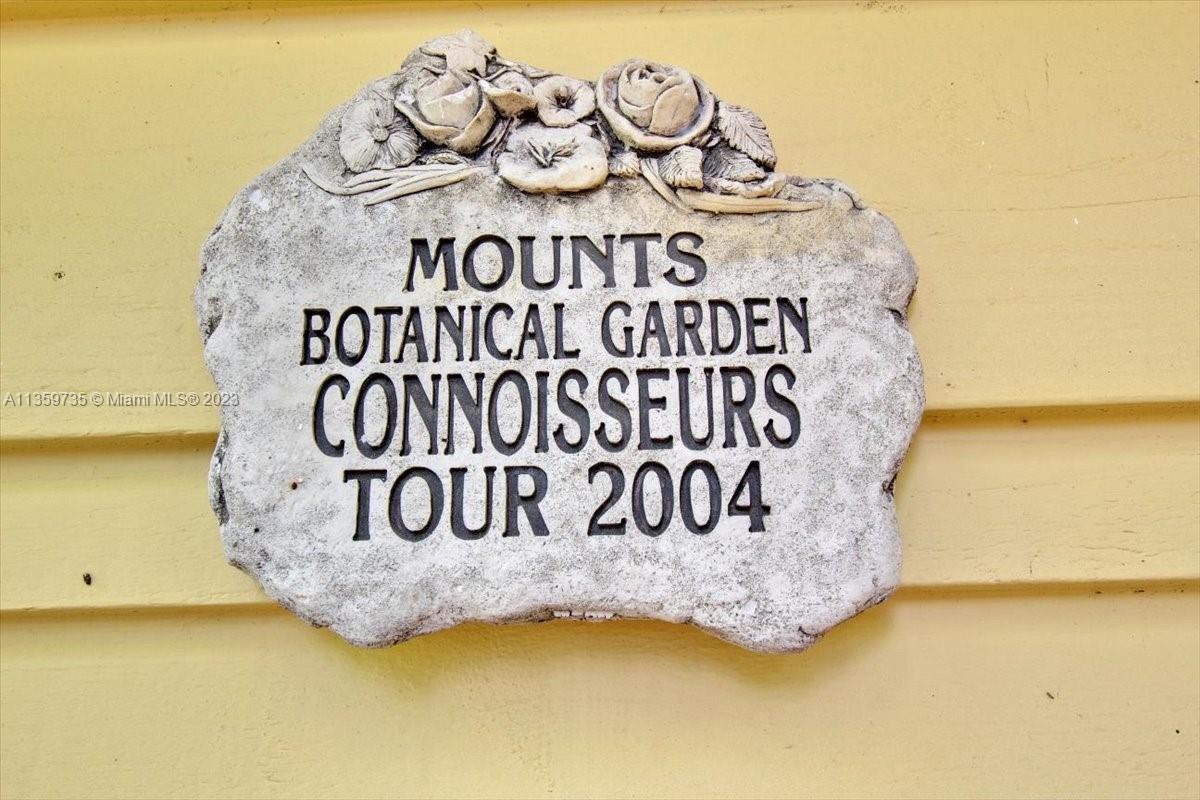 MOUNTS
BOTANICAL GARDEN
CONNOISSEURS
TOUR 2004
A11359735 © Miami MLS® 2023